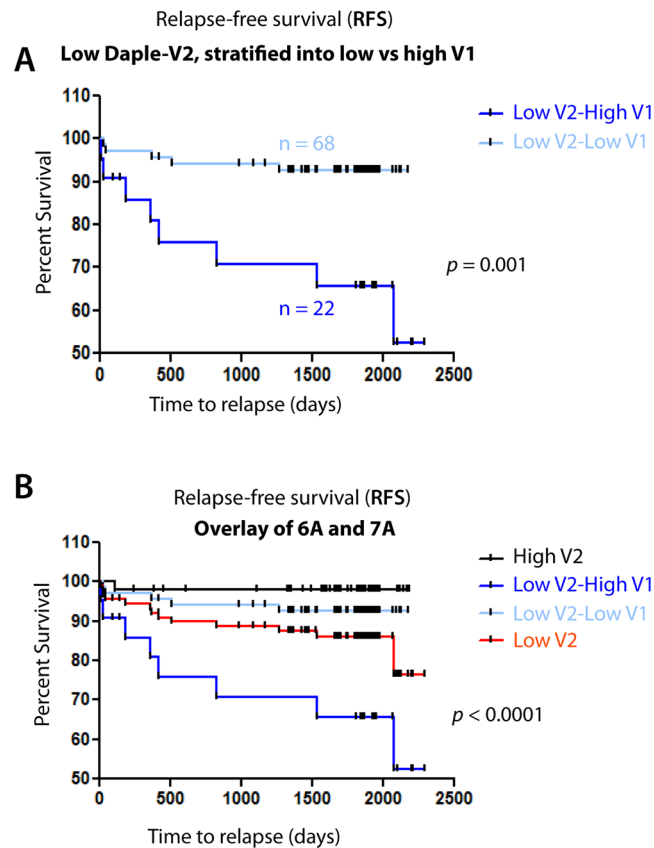 Relapse-free survival (RFS)
A
Low Daple-V2, stratified into low vs high V1
110
100
90
80
70
60
50
Percent Survival
n = 68
n = 22
Low V2-High V1
Low V2-Low V1
p = 0.001
0
500
1000
1500
2000
2500
Time to relapse (days)
B
Relapse-free survival (RFS)
Overlay of 6A and 7A
110
100
90
80
70
60
50
Percent Survival
High V2
Low V2-High V1
Low V2-Low V1
Low V2
p < 0.0001
0
500
1000
1500
2000
2500
Time to relapse (days)